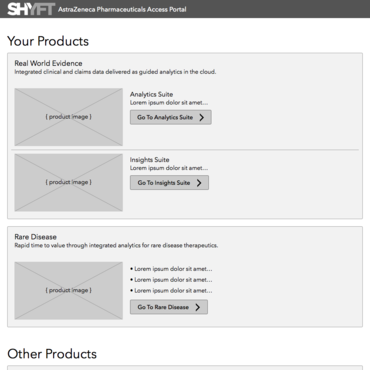 SHYFT AstraZeneca Pharmaceuticals Access Portal
Your Products
Real World Evidence
Integrated clinical and claims data delivered as guided analytics in the cloud.
{ product image }
Analytics Suite
Lorem ipsum dolor sit amet...
Go To Analytics Suite
{ product image }
Insights Suite
Lorem ipsum dolor sit amet...
Go To Insights Suite
Rare Disease
Rapid time to value through integrated analytics for rare disease therapeutics.
{ product image }
• Lorem ipsum dolor sit amet...
• Lorem ipsum dolor sit amet...
• Lorem ipsum dolor sit amet...
Go To Rare Disease
Other Products